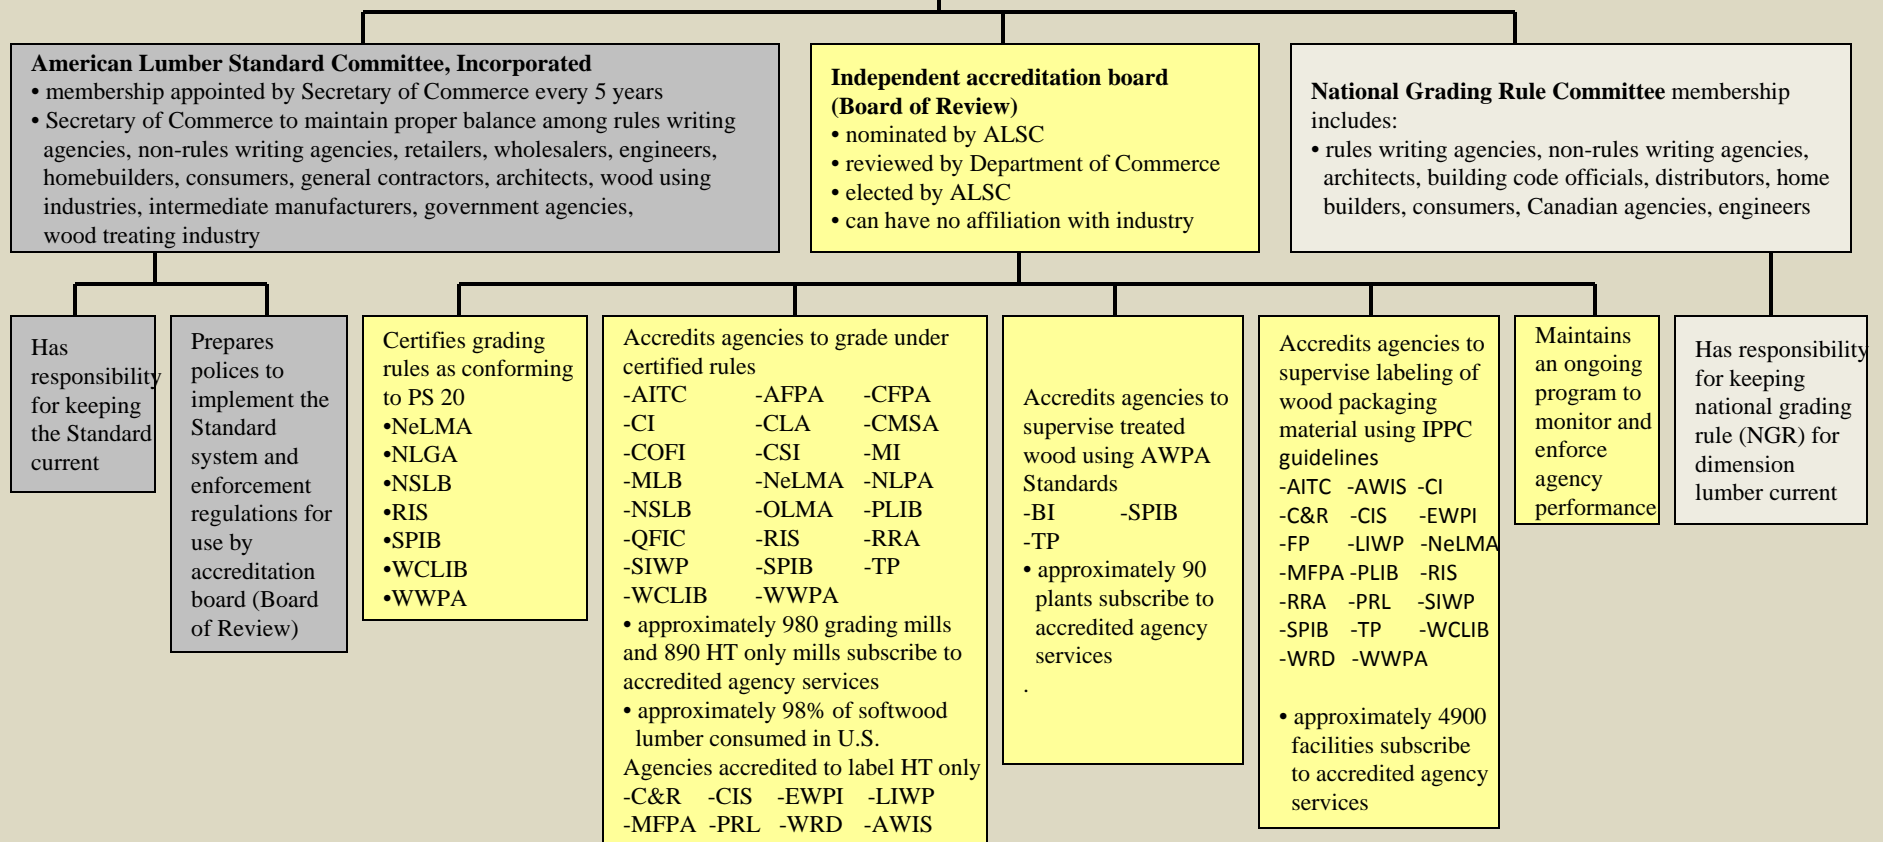 American Lumber Standard Committee, Incorporated
• membership appointed by Secretary of Commerce every 5 years
• Secretary of Commerce to maintain proper balance among rules writing
agencies, non-rules writing agencies, retailers, wholesalers, engineers,
homebuilders, consumers, general contractors, architects, wood using
industries, intermediate manufacturers, government agencies,
wood treating industry
Independent accreditation board
(Board of Review)
• nominated by ALSC
• reviewed by Department of Commerce
• elected by ALSC
• can have no affiliation with industry
National Grading Rule Committee membership
includes:
• rules writing agencies, non-rules writing agencies,
architects, building code officials, distributors, home
builders, consumers, Canadian agencies, engineers
Has
responsibility
for keeping
the Standard
current
Prepares
polices to
implement the
Standard
system and
enforcement
regulations for
use by
accreditation
board (Board
of Review)
Certifies grading
rules as conforming
to PS 20
•NeLMA
•NLGA
•NSLB
•RIS
•SPIB
•WCLIB
•WWPA
Accredits agencies to grade under
certified rules
-AITC -AFPA -CFPA
-CI -CLA -CMSA
-COFI -CSI -MI
-MLB -NeLMA -NLPA
-NSLB -OLMA -PLIB
-QFIC -RIS -RRA
-SIWP -SPIB -TP
-WCLIB -WWPA
• approximately 980 grading mills
and 890 HT only mills subscribe to
accredited agency services
• approximately 98% of softwood
lumber consumed in U.S.
Agencies accredited to label HT only
-C&R -CIS -EWPI -LIWP
-MFPA -PRL -WRD -AWIS
Accredits agencies to
supervise treated
wood using AWPA
Standards
-BI -SPIB
-TP
• approximately 90
plants subscribe to
accredited agency
services
.
Accredits agencies to
supervise labeling of
wood packaging
material using IPPC
guidelines
-AITC -AWIS -CI
-C&R -CIS -EWPI
-FP -LIWP -NeLMA
-MFPA -PLIB -RIS
-RRA -PRL -SIWP
-SPIB -TP -WCLIB
-WRD -WWPA
• approximately 4900
facilities subscribe
to accredited agency
services
Maintains
an ongoing
program to
monitor and
enforce
agency
performance
Has responsibility
for keeping
national grading
rule (NGR) for
dimension
lumber current